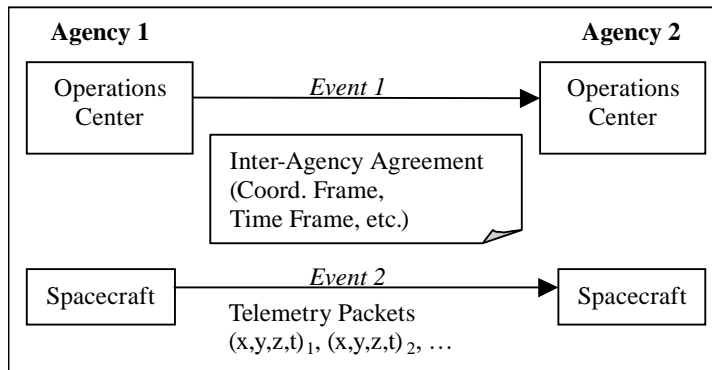 Agency 1
Agency 2
Operations
Center
Event 1
Operations
Center
Inter-Agency Agreement
(Coord. Frame,
Time Frame, etc.)
Spacecraft
Event 2
Spacecraft
Telemetry Packets
(x,y,z,t)1, (x,y,z,t)2, …